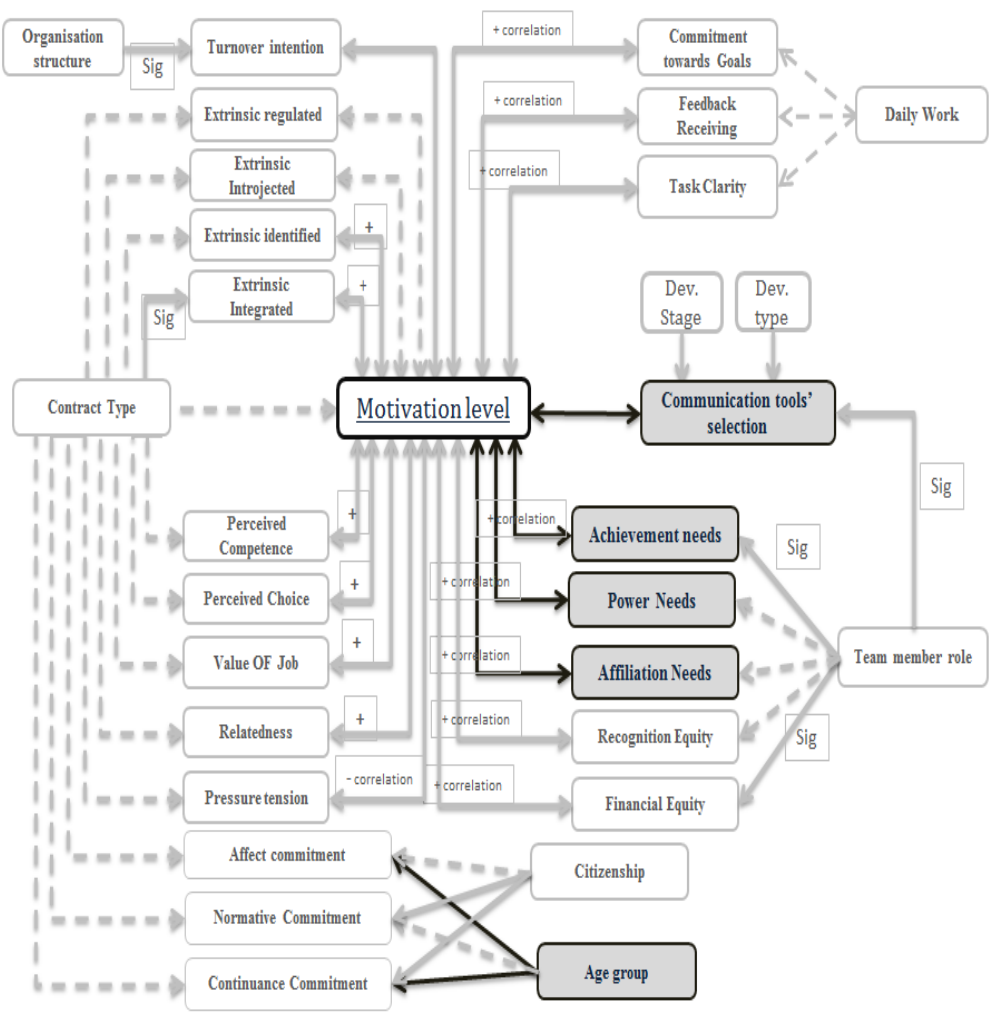 Organisation
structure
Sig
Turnover intention
+ correlation
Commitment
towards Goals
Extrinsic regulated
+ correlation
Feedback
Receiving
Daily Work
Extrinsic
Introjected
+ correlation
Task Clarity
Extrinsic identified
+
Extrinsic
Integrated
+
Sig
Dev.
Stage
Dev.
type
Contract Type
Motivation level
Communication tools’
selection
Sig
Perceived
Competence
+
+ correlation
Achievement needs
Sig
Perceived Choice
+
+ correlation
Power Needs
Value OF Job
+
+ correlation
Affiliation Needs
Team member role
Relatedness
+
+ correlation
Recognition Equity
Sig
Pressure tension
- correlation
+ correlation
Financial Equity
Affect commitment
Citizenship
Normative Commitment
Continuance Commitment
Age group